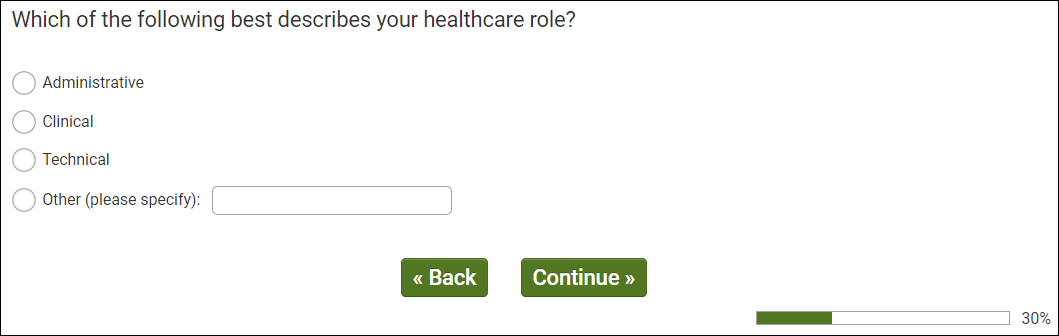 Which of the following best describes your healthcare role?
Administrative
Clinical
Technical
Other (please specify):
« Back Continue »
30%